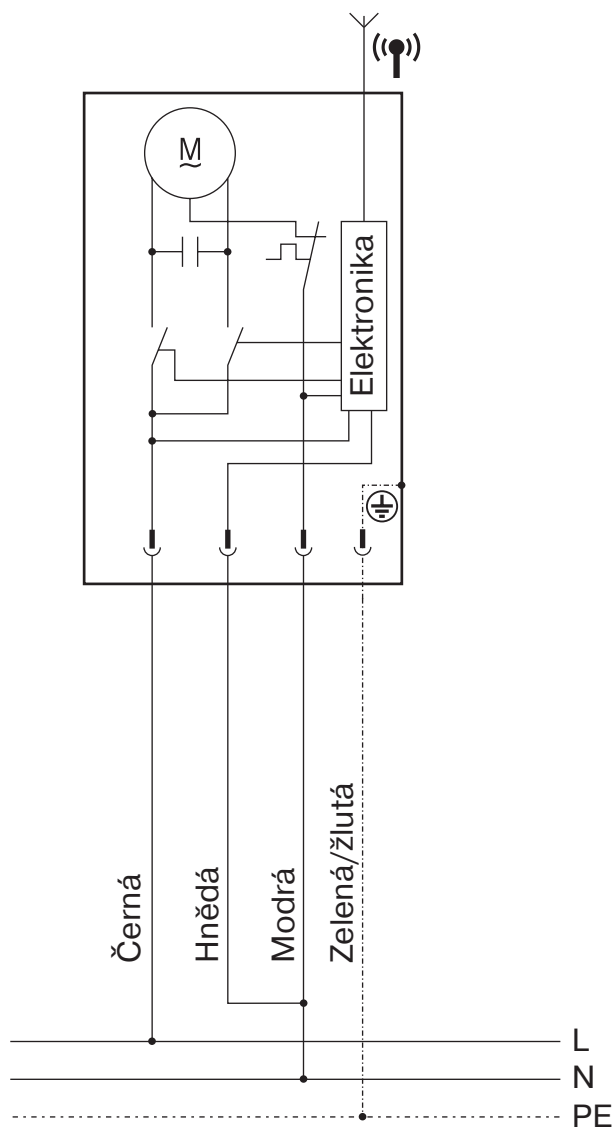 M
Elektronika
Černá
Hnědá
Modrá
Zelená/žlutá
L
N
PE